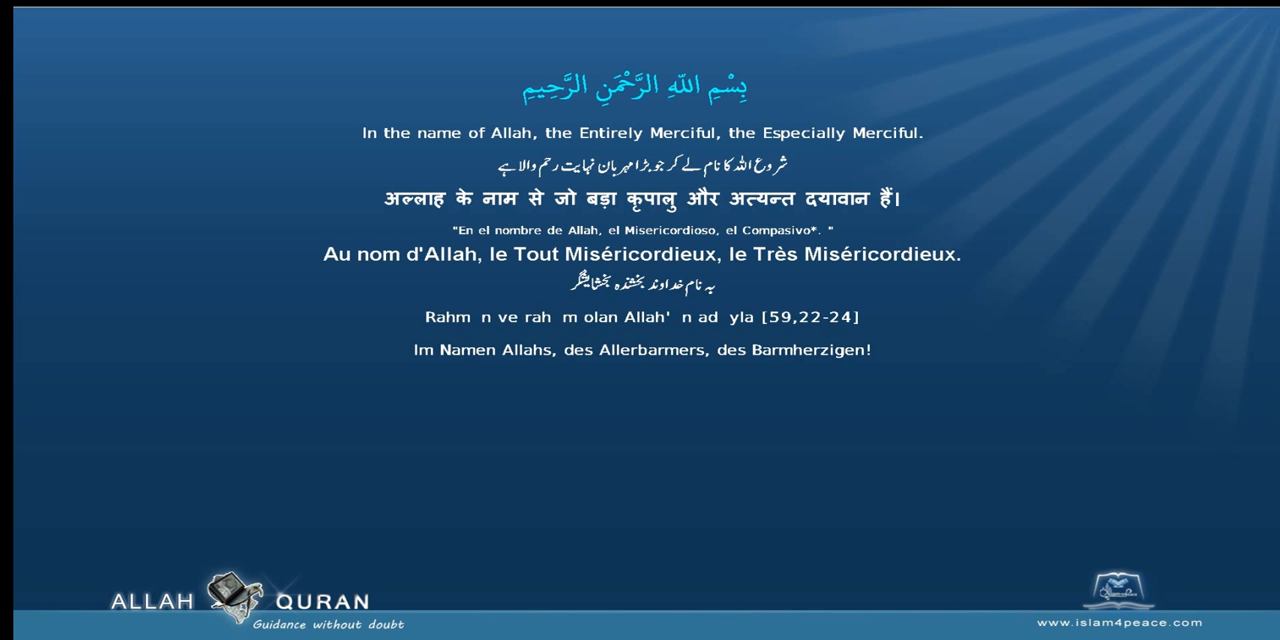 بِسْمِ اللَّهِ الرَّحْمَنِ الرَّحِيمِ
In the name of Allah, the Entirely Merciful, the Especially Merciful.
شروع اللہ کا نام لے کر جو بڑا مہربان نہایت رحم والا ہے
अल्लाह के नाम से जो बड़ा कृपालु और अत्यन्त दयावान हैं।
"En el nombre de Allah, el Misericordioso, el Compasivo*. "
Au nom d'Allah, le Tout Miséricordieux, le Très Miséricordieux.
به نام خداوند بخشنده بخشایشگر
Rahm n ve rah m olan Allah' n ad yla [59,22-24]
Im Namen Allahs, des Allerbarmers, des Barmherzigen!
ALLAH QURAN
Guidance without doubt
www.islam4peace.com